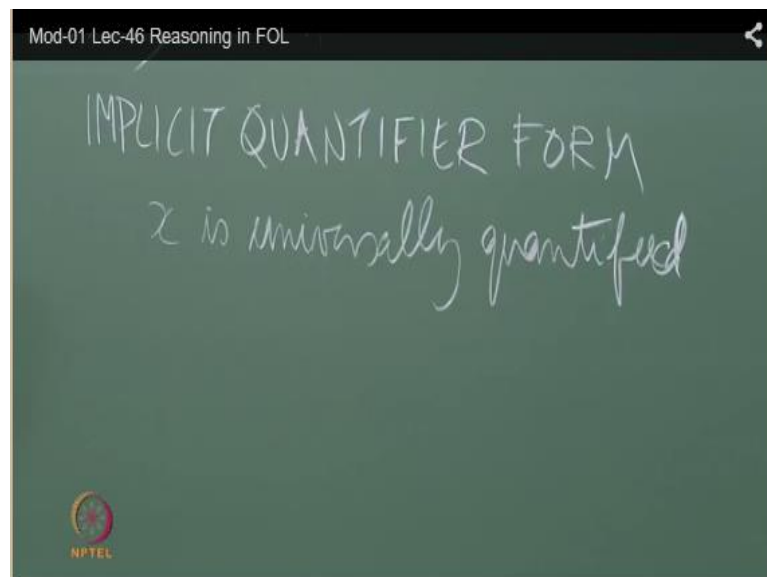 Mod-01 Lec-46 Reasoning in FOL
IMPLICIT QUANTIFIER FORM
x is universally quantified
NPTEL